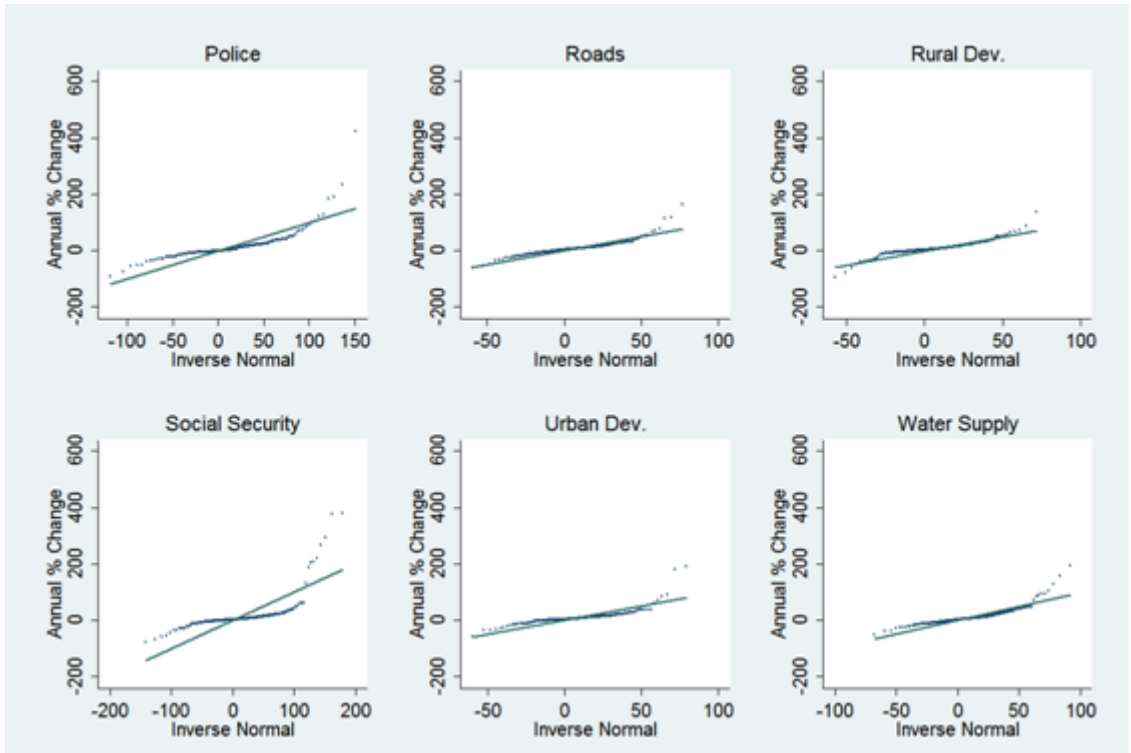 Police
Annual % Change
600
400
200
0
-200
-100 -50 0 50 100 150
Inverse Normal
Roads
Annual % Change
600
400
200
0
-200
-50 0 50 100
Inverse Normal
Rural Dev.
Annual % Change
600
400
200
0
-200
-50 0 50 100
Inverse Normal
Social Security
Annual % Change
600
400
200
0
-200
-200 -100 0 100 200
Inverse Normal
Urban Dev.
Annual % Change
600
400
200
0
-200
-50 0 50 100
Inverse Normal
Water Supply
Annual % Change
600
400
200
0
-200
-100 -50 0 50 100
Inverse Normal